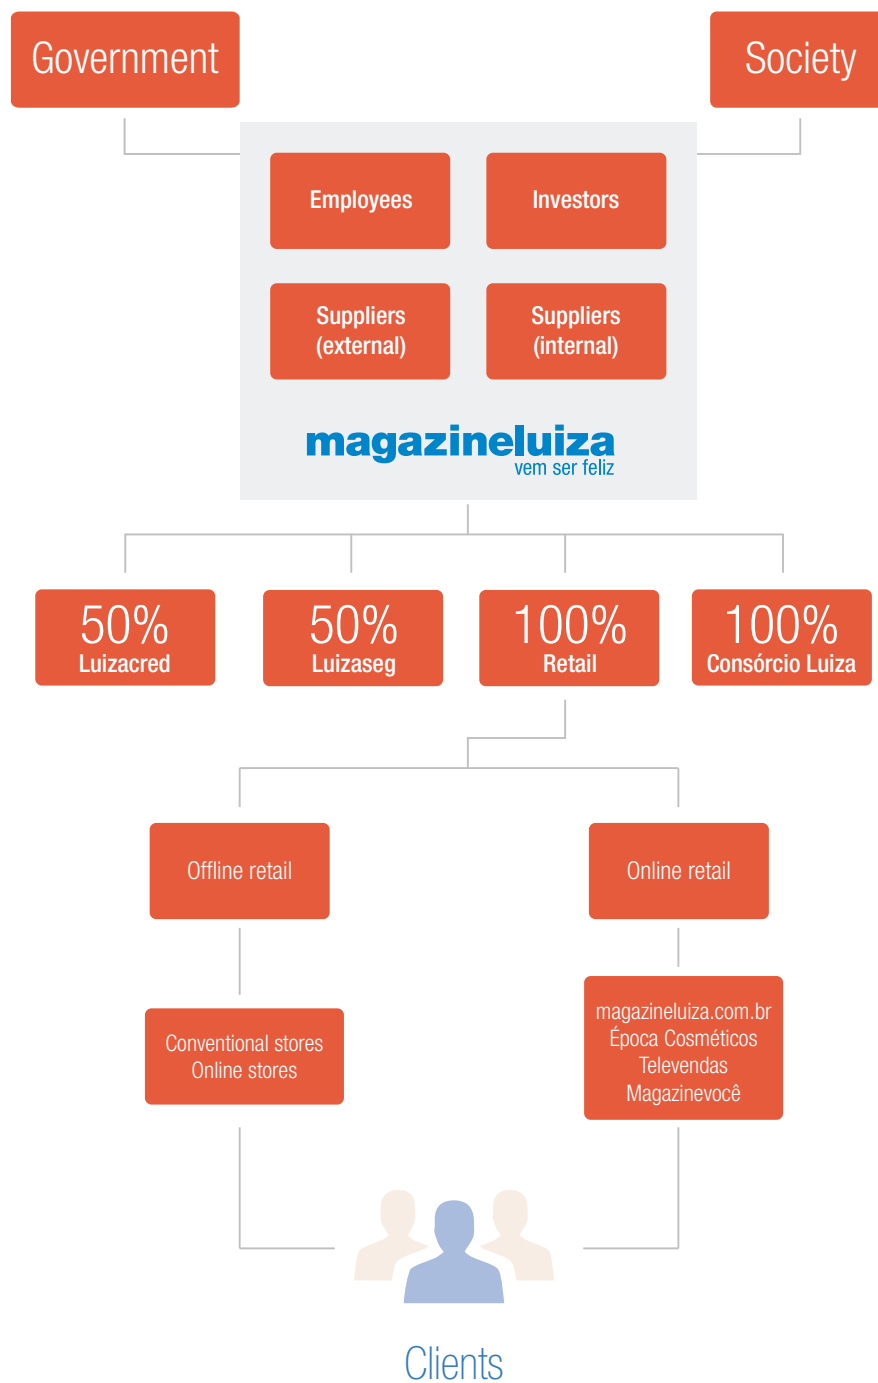 Government
Society
Employees
Investors
Suppliers
(external)
Suppliers
(internal)
magazineluiza
vem ser feliz
50%
Luizacred
50%
Luizaseg
100%
Retail
100%
Consórcio Luiza
Offline retail
Online retail
Conventional stores
Online stores
magazineluiza.com.br
Época Cosméticos
Televendas
Magazinevocê
Clients